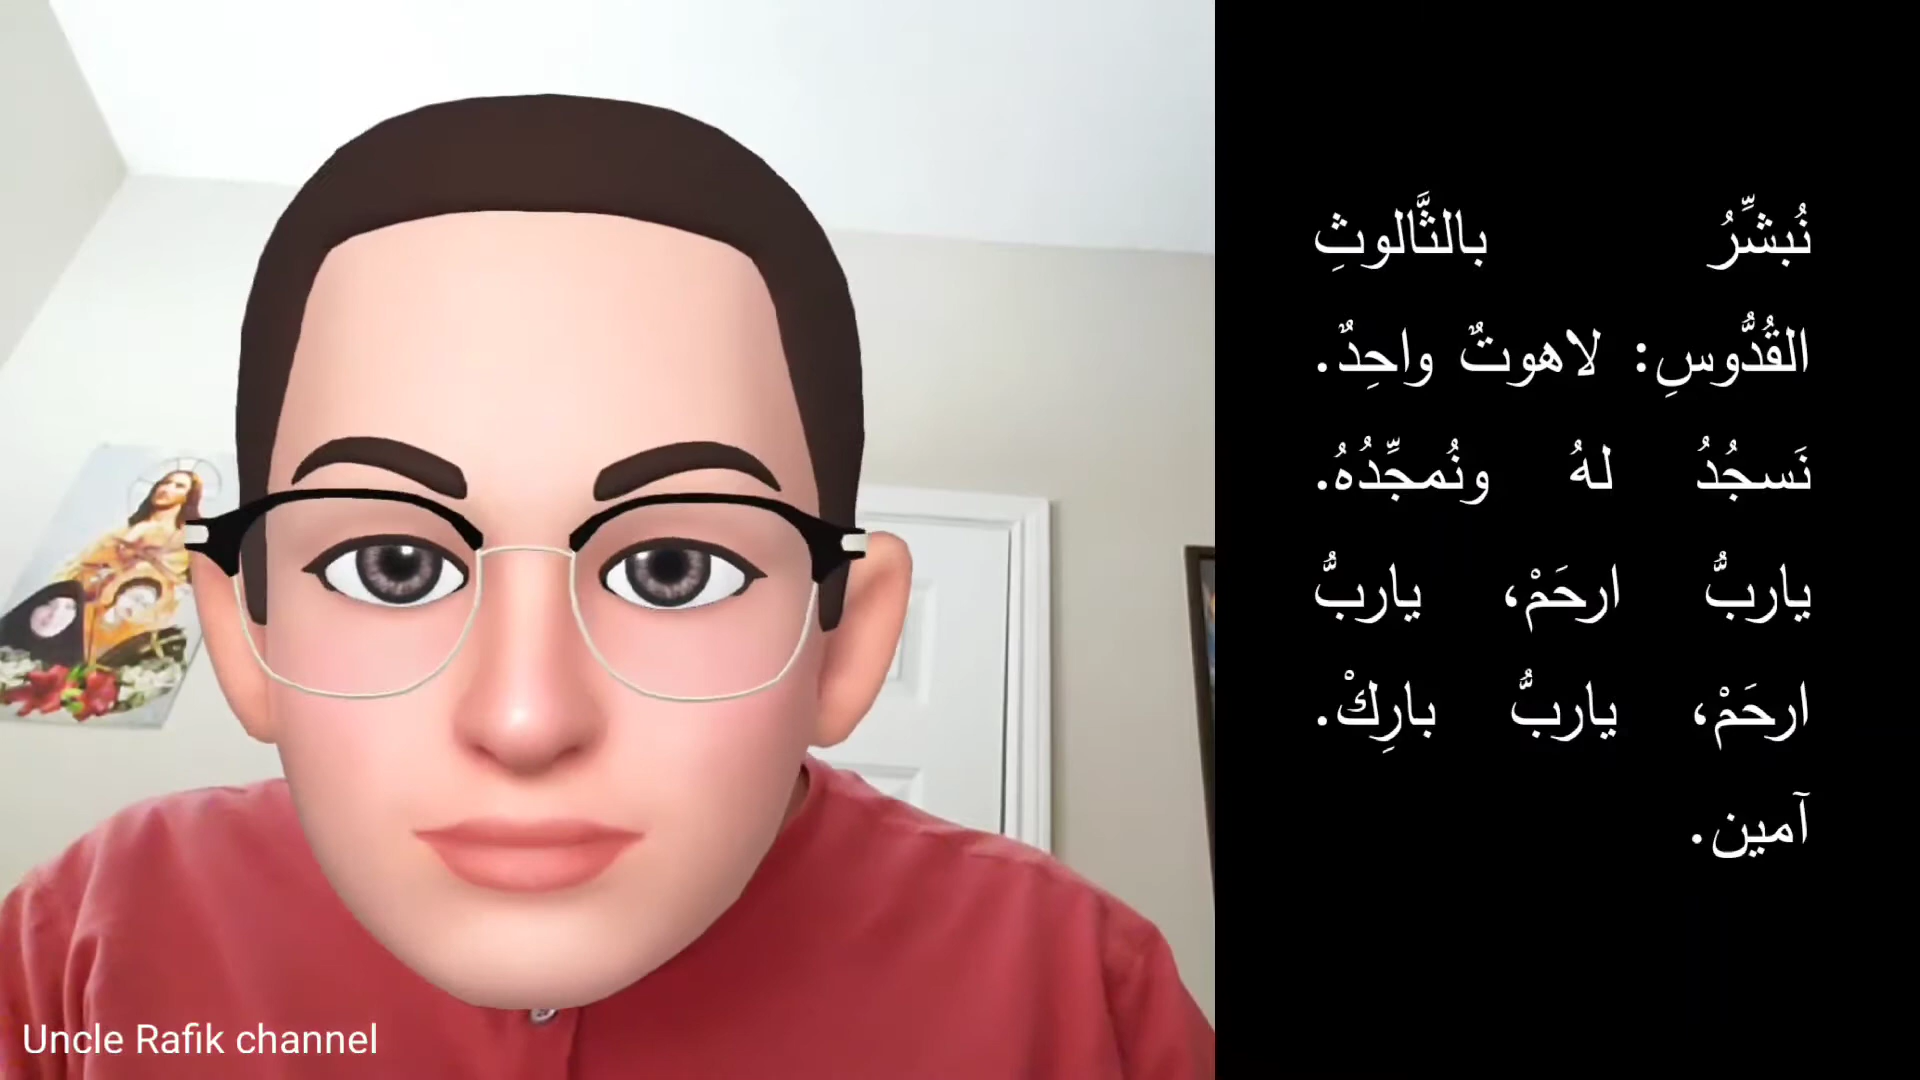 نُبشِّرُ بالثَّالوثِ
القُدُّوسِ: لاهوتٌ واحِدٌ.
نَسجُدُ لهُ ونُمجِّدُهُ.
ياربُّ ارحَمْ، ياربُّ
ارحَمْ، ياربُّ بارِكْ.
آمين.
Uncle Rafik channel